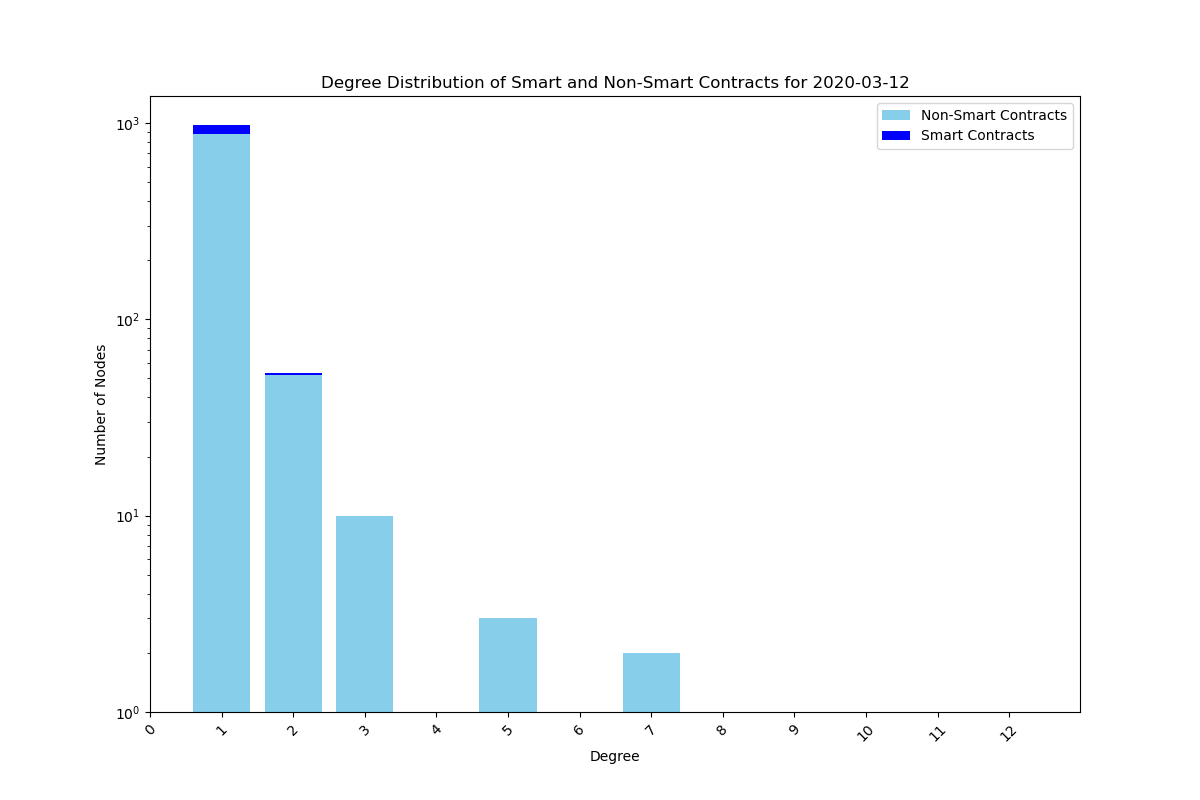 Degree Distribution of Smart and Non-Smart Contracts for 2020-03-12
Non-Smart Contracts
Smart Contracts
Number of Nodes
10³
10²
10¹
10⁰
0 1 2 3 4 5 6 7 8 9 10 11 12
Degree